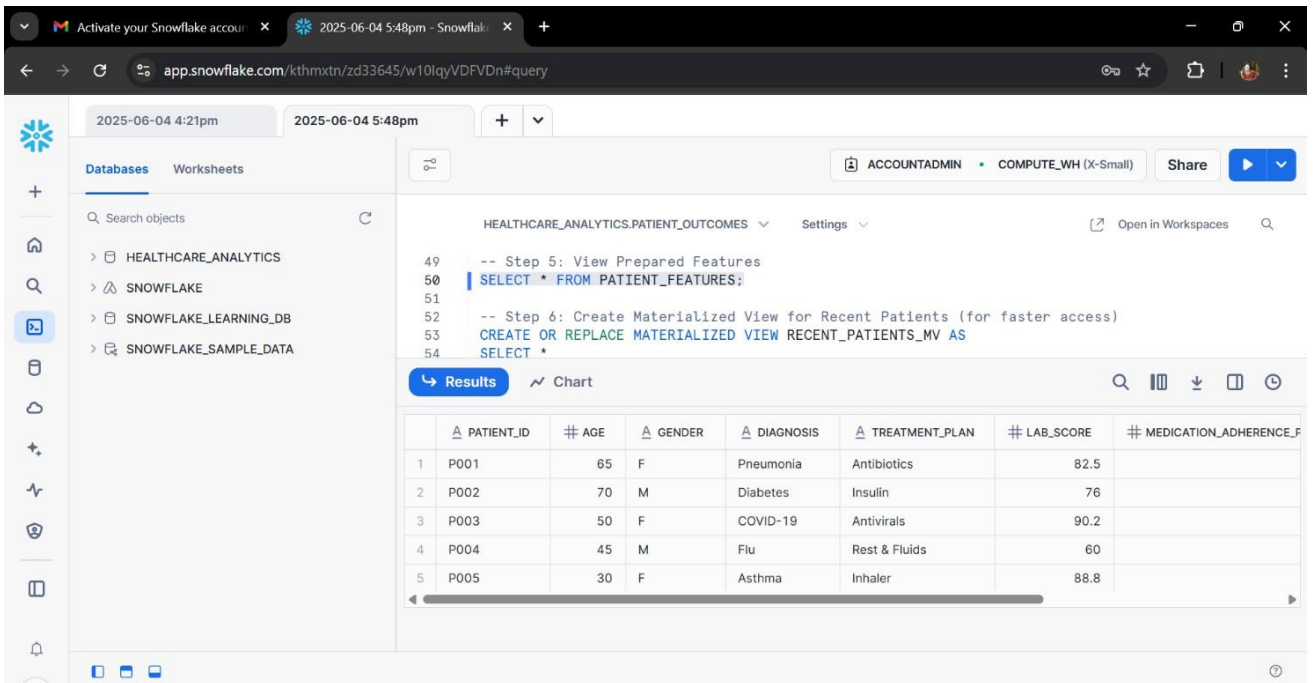 Activate your Snowflake accoun
2025-06-04 5:48pm - Snowflak
app.snowflake.com/kthmxtn/zd33645/w10IqyVDFVDn#query
2025-06-04 4:21pm
2025-06-04 5:48pm
Databases Worksheets
ACCOUNTADMIN • COMPUTE_WH (X-Small) Share
Search objects
HEALTHCARE_ANALYTICS
SNOWFLAKE
SNOWFLAKE_LEARNING_DB
SNOWFLAKE_SAMPLE_DATA
HEALTHCARE_ANALYTICS.PATIENT_OUTCOMES Settings Open in Workspaces
49 -- Step 5: View Prepared Features
50 SELECT * FROM PATIENT_FEATURES;
51
52 -- Step 6: Create Materialized View for Recent Patients (for faster access)
53 CREATE OR REPLACE MATERIALIZED VIEW RECENT_PATIENTS_MV AS
54 SELECT *
Results Chart
A PATIENT_ID # AGE A GENDER A DIAGNOSIS A TREATMENT_PLAN # LAB_SCORE # MEDICATION_ADHERENCE_F
1 P001 65 F Pneumonia Antibiotics 82.5
2 P002 70 M Diabetes Insulin 76
3 P003 50 F COVID-19 Antivirals 90.2
4 P004 45 M Flu Rest & Fluids 60
5 P005 30 F Asthma Inhaler 88.8